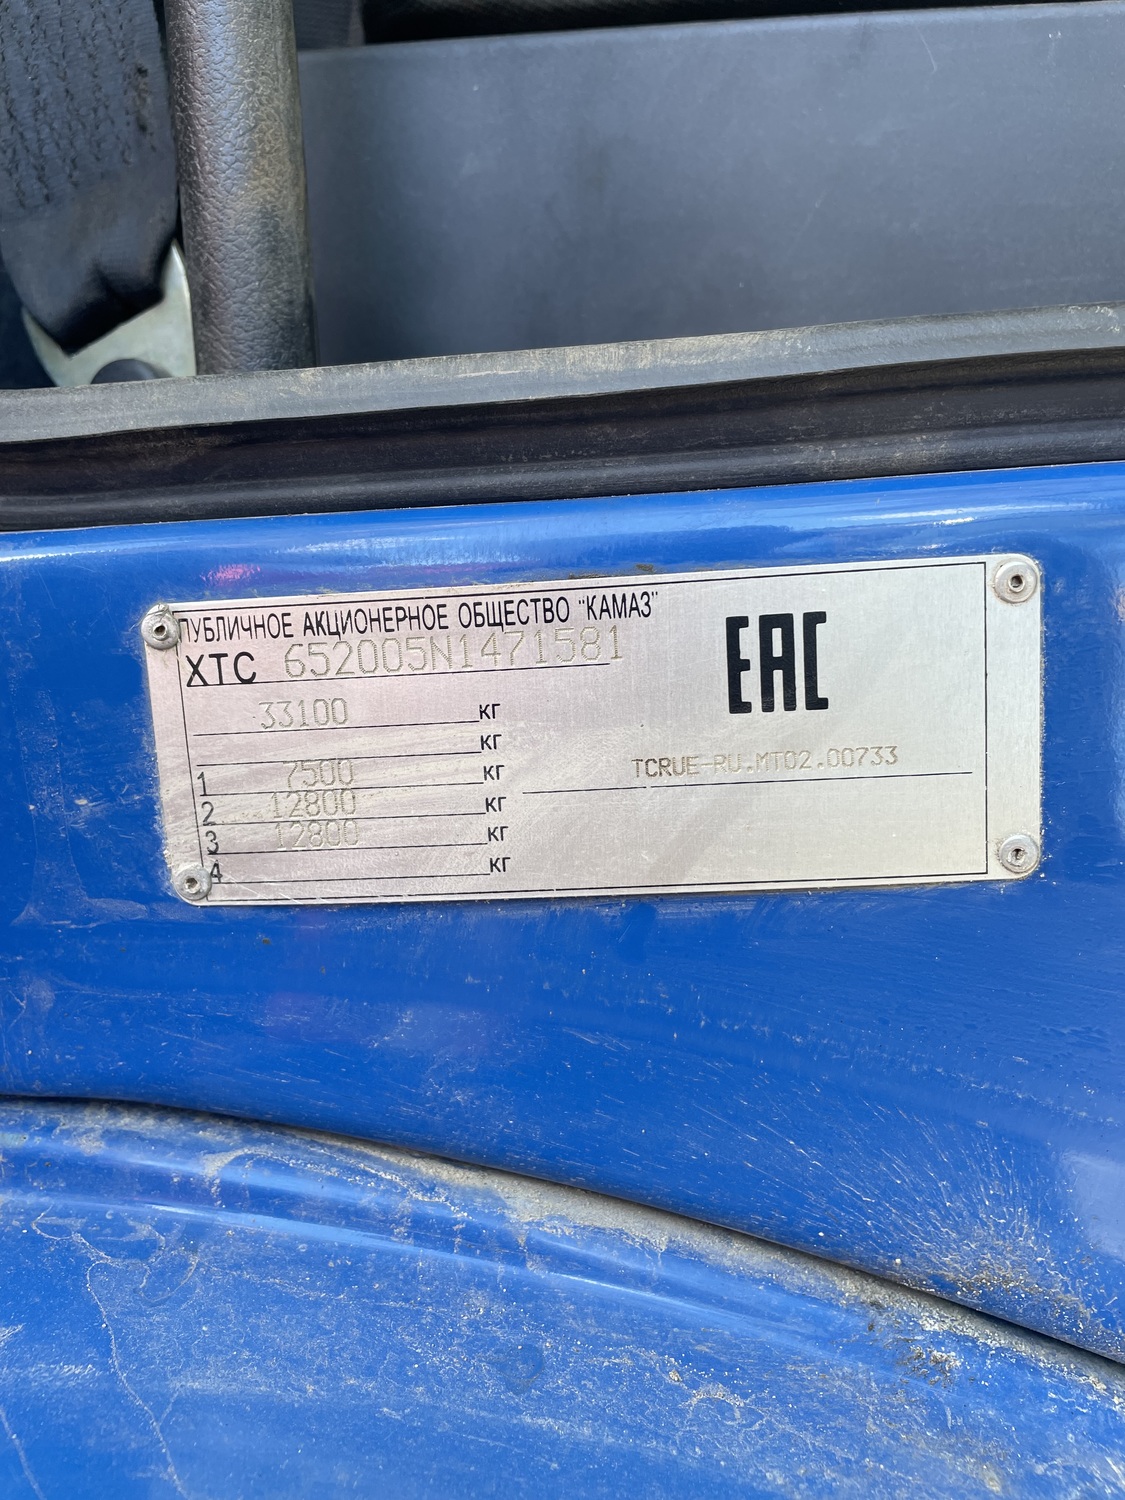 ПУБЛИЧНОЕ АКЦИОНЕРНОЕ ОБЩЕСТВО "КАМАЗ"
ХТС 652005N1471581
EAC
33100 кг
кг
1 7500 кг
TCRUE-RU.MT02.00733
2 12800 кг
3 12800 кг
4 кг